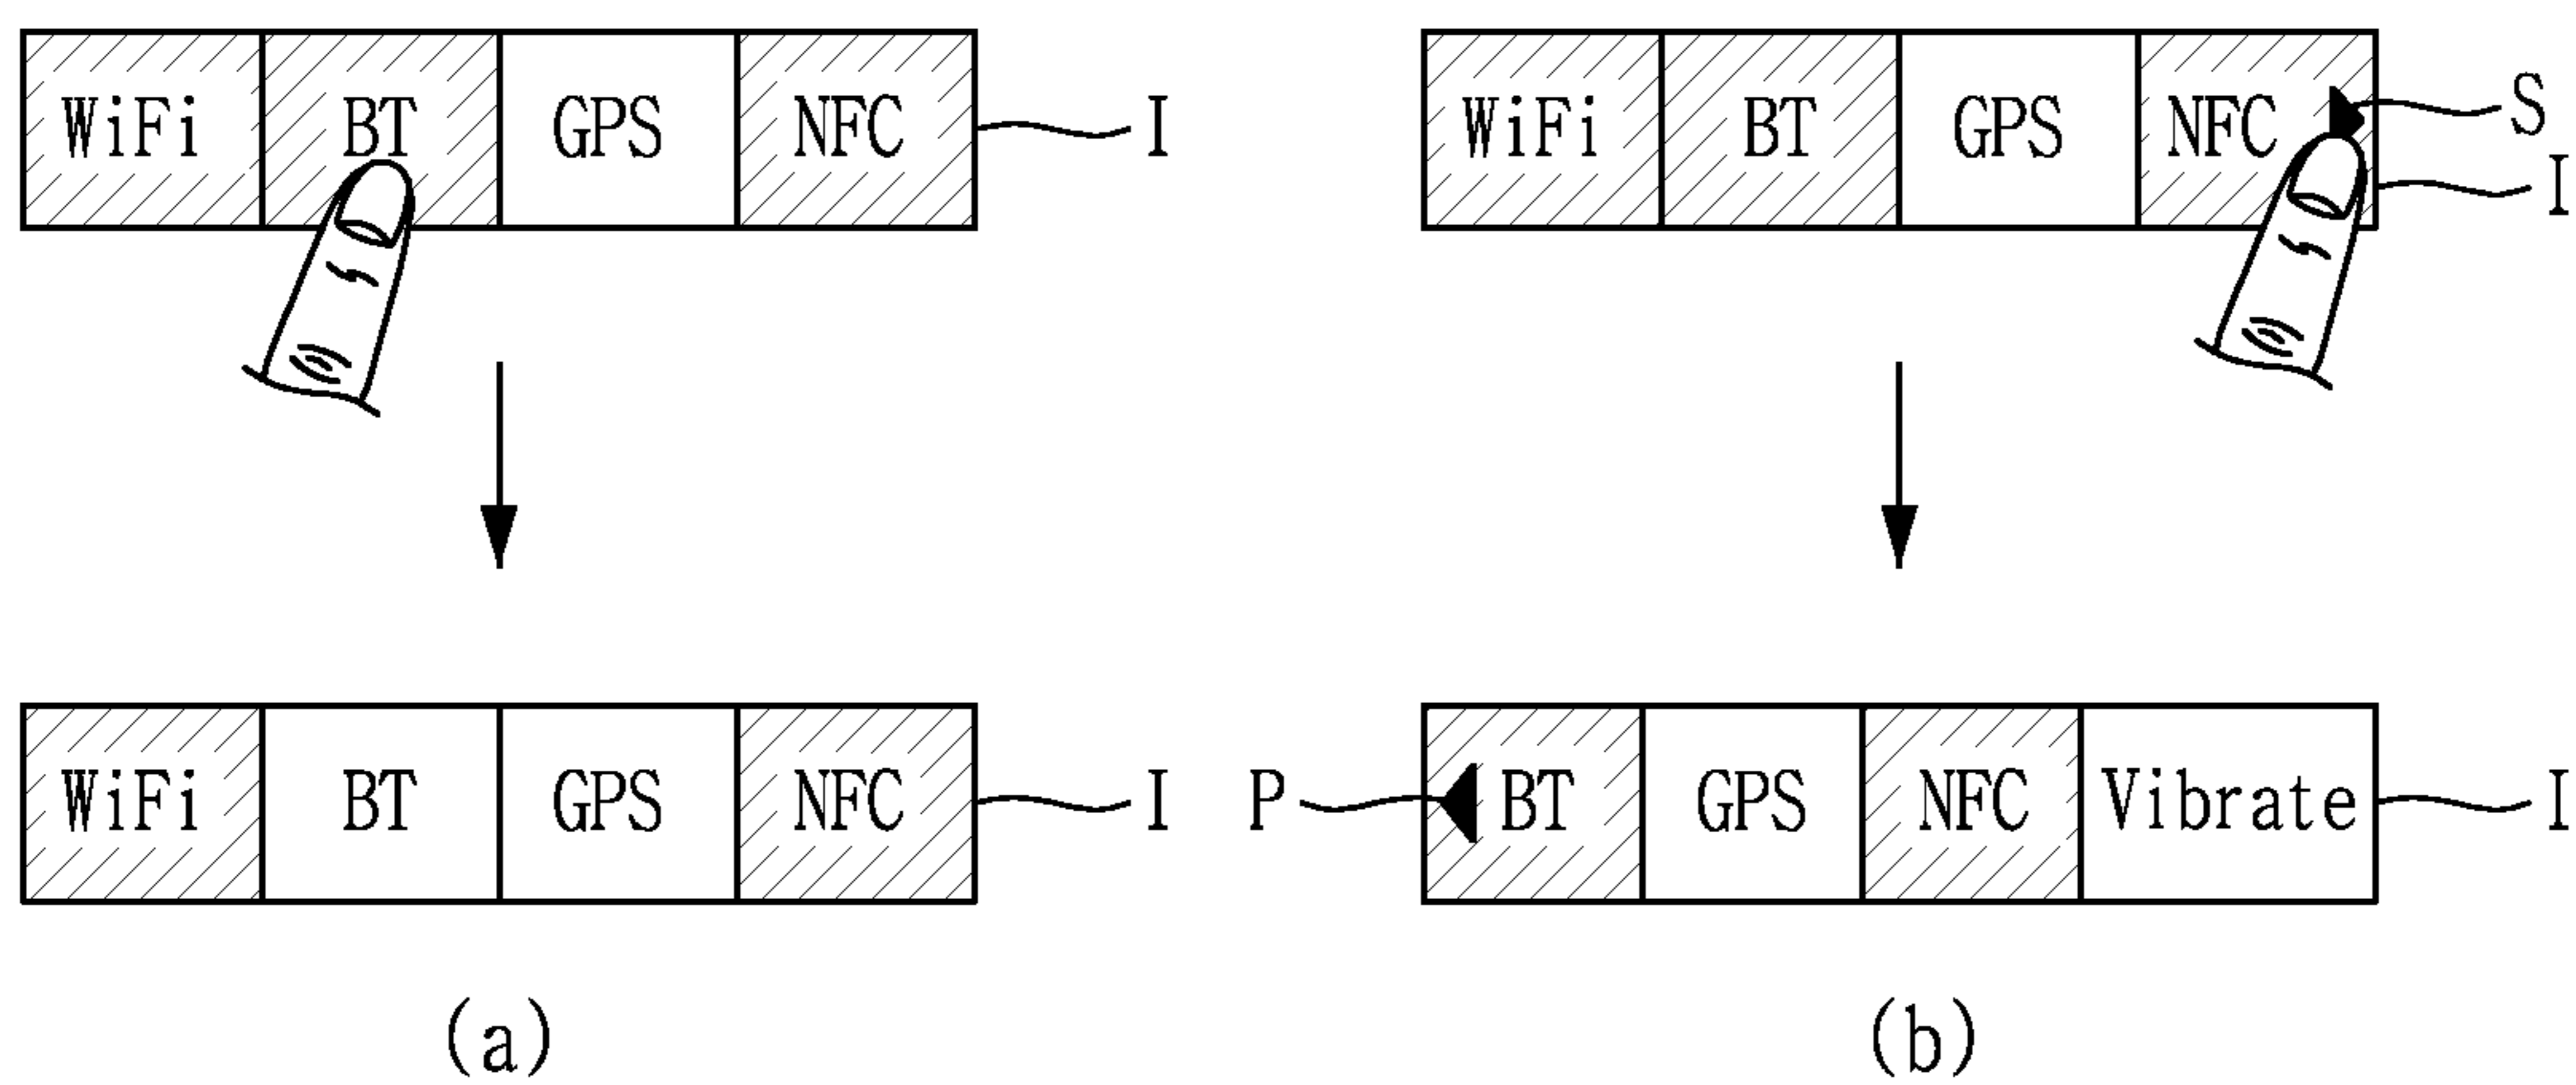 WiFi BT GPS NFC I
WiFi BT GPS NFC S
I
WiFi BT GPS NFC I
P BT GPS NFC Vibrate I
(a)
(b)